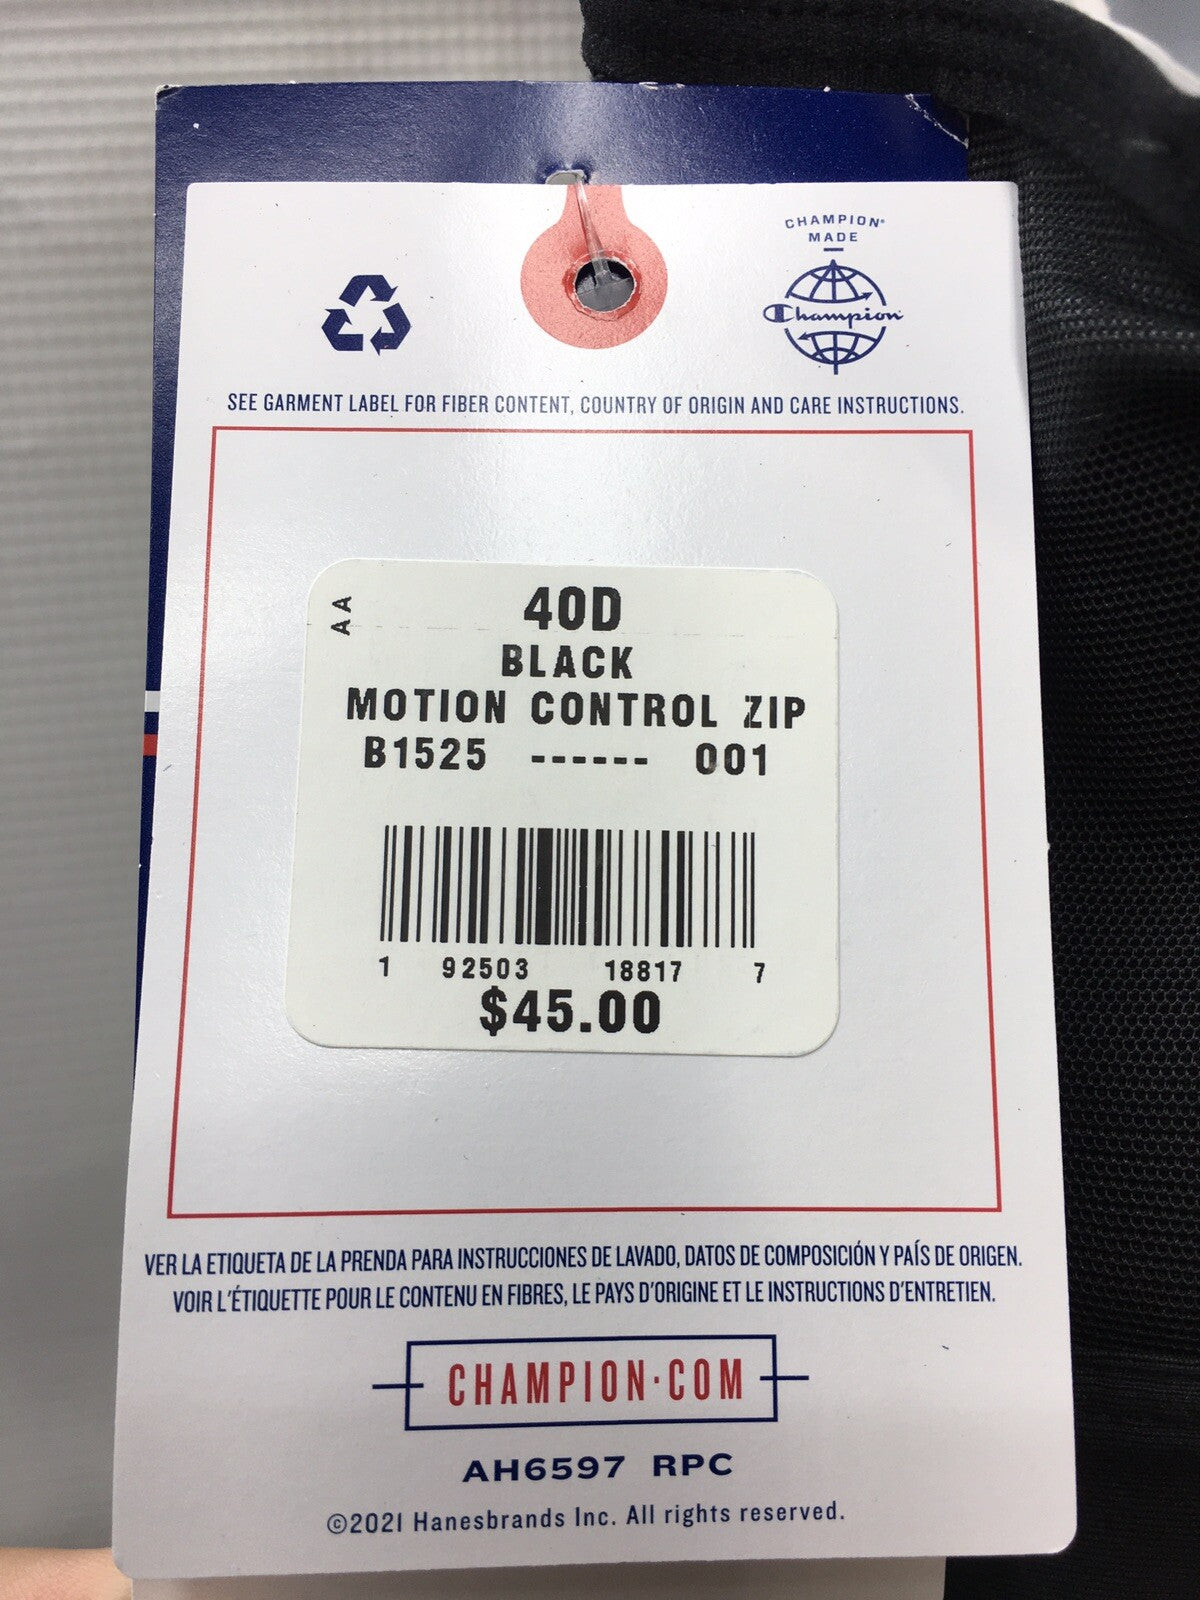 CHAMPION®
MADE
Champion
SEE GARMENT LABEL FOR FIBER CONTENT, COUNTRY OF ORIGIN AND CARE INSTRUCTIONS.
AA
40D
BLACK
MOTION CONTROL ZIP
B1525 ------ 001
1 92503 18817 7
$45.00
VER LA ETIQUETA DE LA PRENDA PARA INSTRUCCIONES DE LAVADO, DATOS DE COMPOSICIÓN Y PAÍS DE ORIGEN.
VOIR L'ÉTIQUETTE POUR LE CONTENU EN FIBRES, LE PAYS D'ORIGINE ET LE INSTRUCTIONS D'ENTRETIEN.
CHAMPION·COM
AH6597 RPC
©2021 Hanesbrands Inc. All rights reserved.